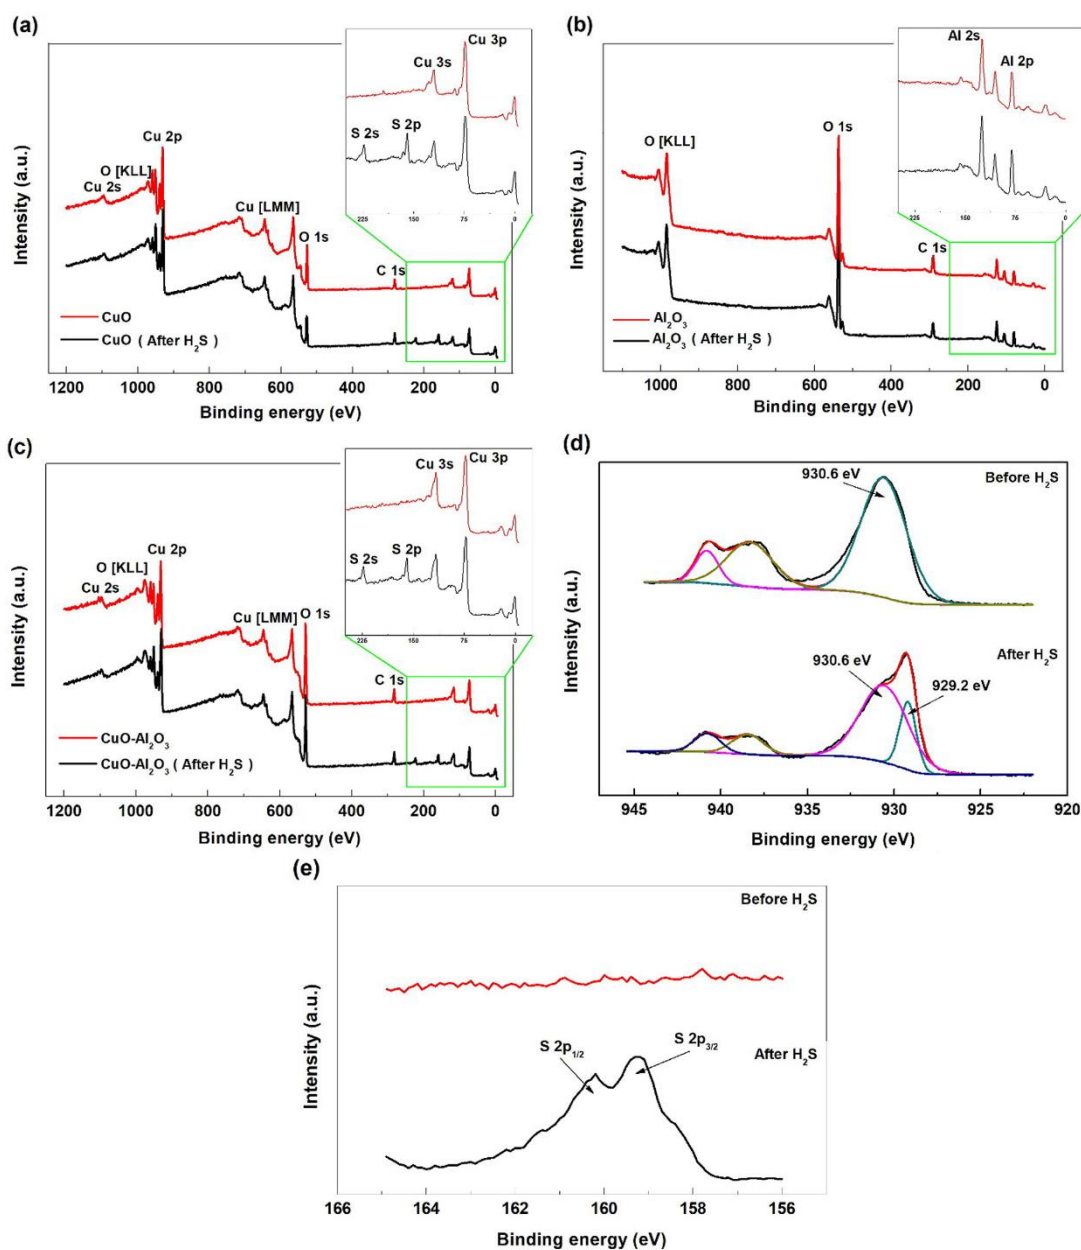 (a)
Cu 3p
Cu 3s
S 2s
S 2p
225
150
75
0
Cu 2p
O [KLL]
Cu 2s
Cu [LMM]
O 1s
C 1s
CuO
CuO ( After H₂S )
1200
1000
800
600
400
200
0
Binding energy (eV)
Intensity (a.u.)
(b)
Al 2s
Al 2p
225
150
76
0
O 1s
O [KLL]
C 1s
Al₂O₃
Al₂O₃ ( After H₂S )
1000
800
600
400
200
0
Binding energy (eV)
Intensity (a.u.)
(c)
Cu 3s
Cu 3p
S 2s
S 2p
226
150
75
0
Cu 2p
O [KLL]
Cu 2s
Cu [LMM]
O 1s
C 1s
CuO-Al₂O₃
CuO-Al₂O₃ ( After H₂S )
1200
1000
800
600
400
200
0
Binding energy (eV)
Intensity (a.u.)
(d)
930.6 eV
Before H₂S
After H₂S
930.6 eV
929.2 eV
945
940
935
930
925
920
Binding energy (eV)
Intensity (a.u.)
(e)
Before H₂S
S 2p₁/₂
S 2p₃/₂
After H₂S
166
164
162
160
158
156
Binding energy (eV)
Intensity (a.u.)